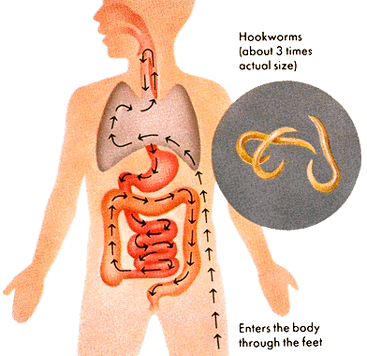 Hookworms
(about 3 times
actual size)
Enters the body
through the feet